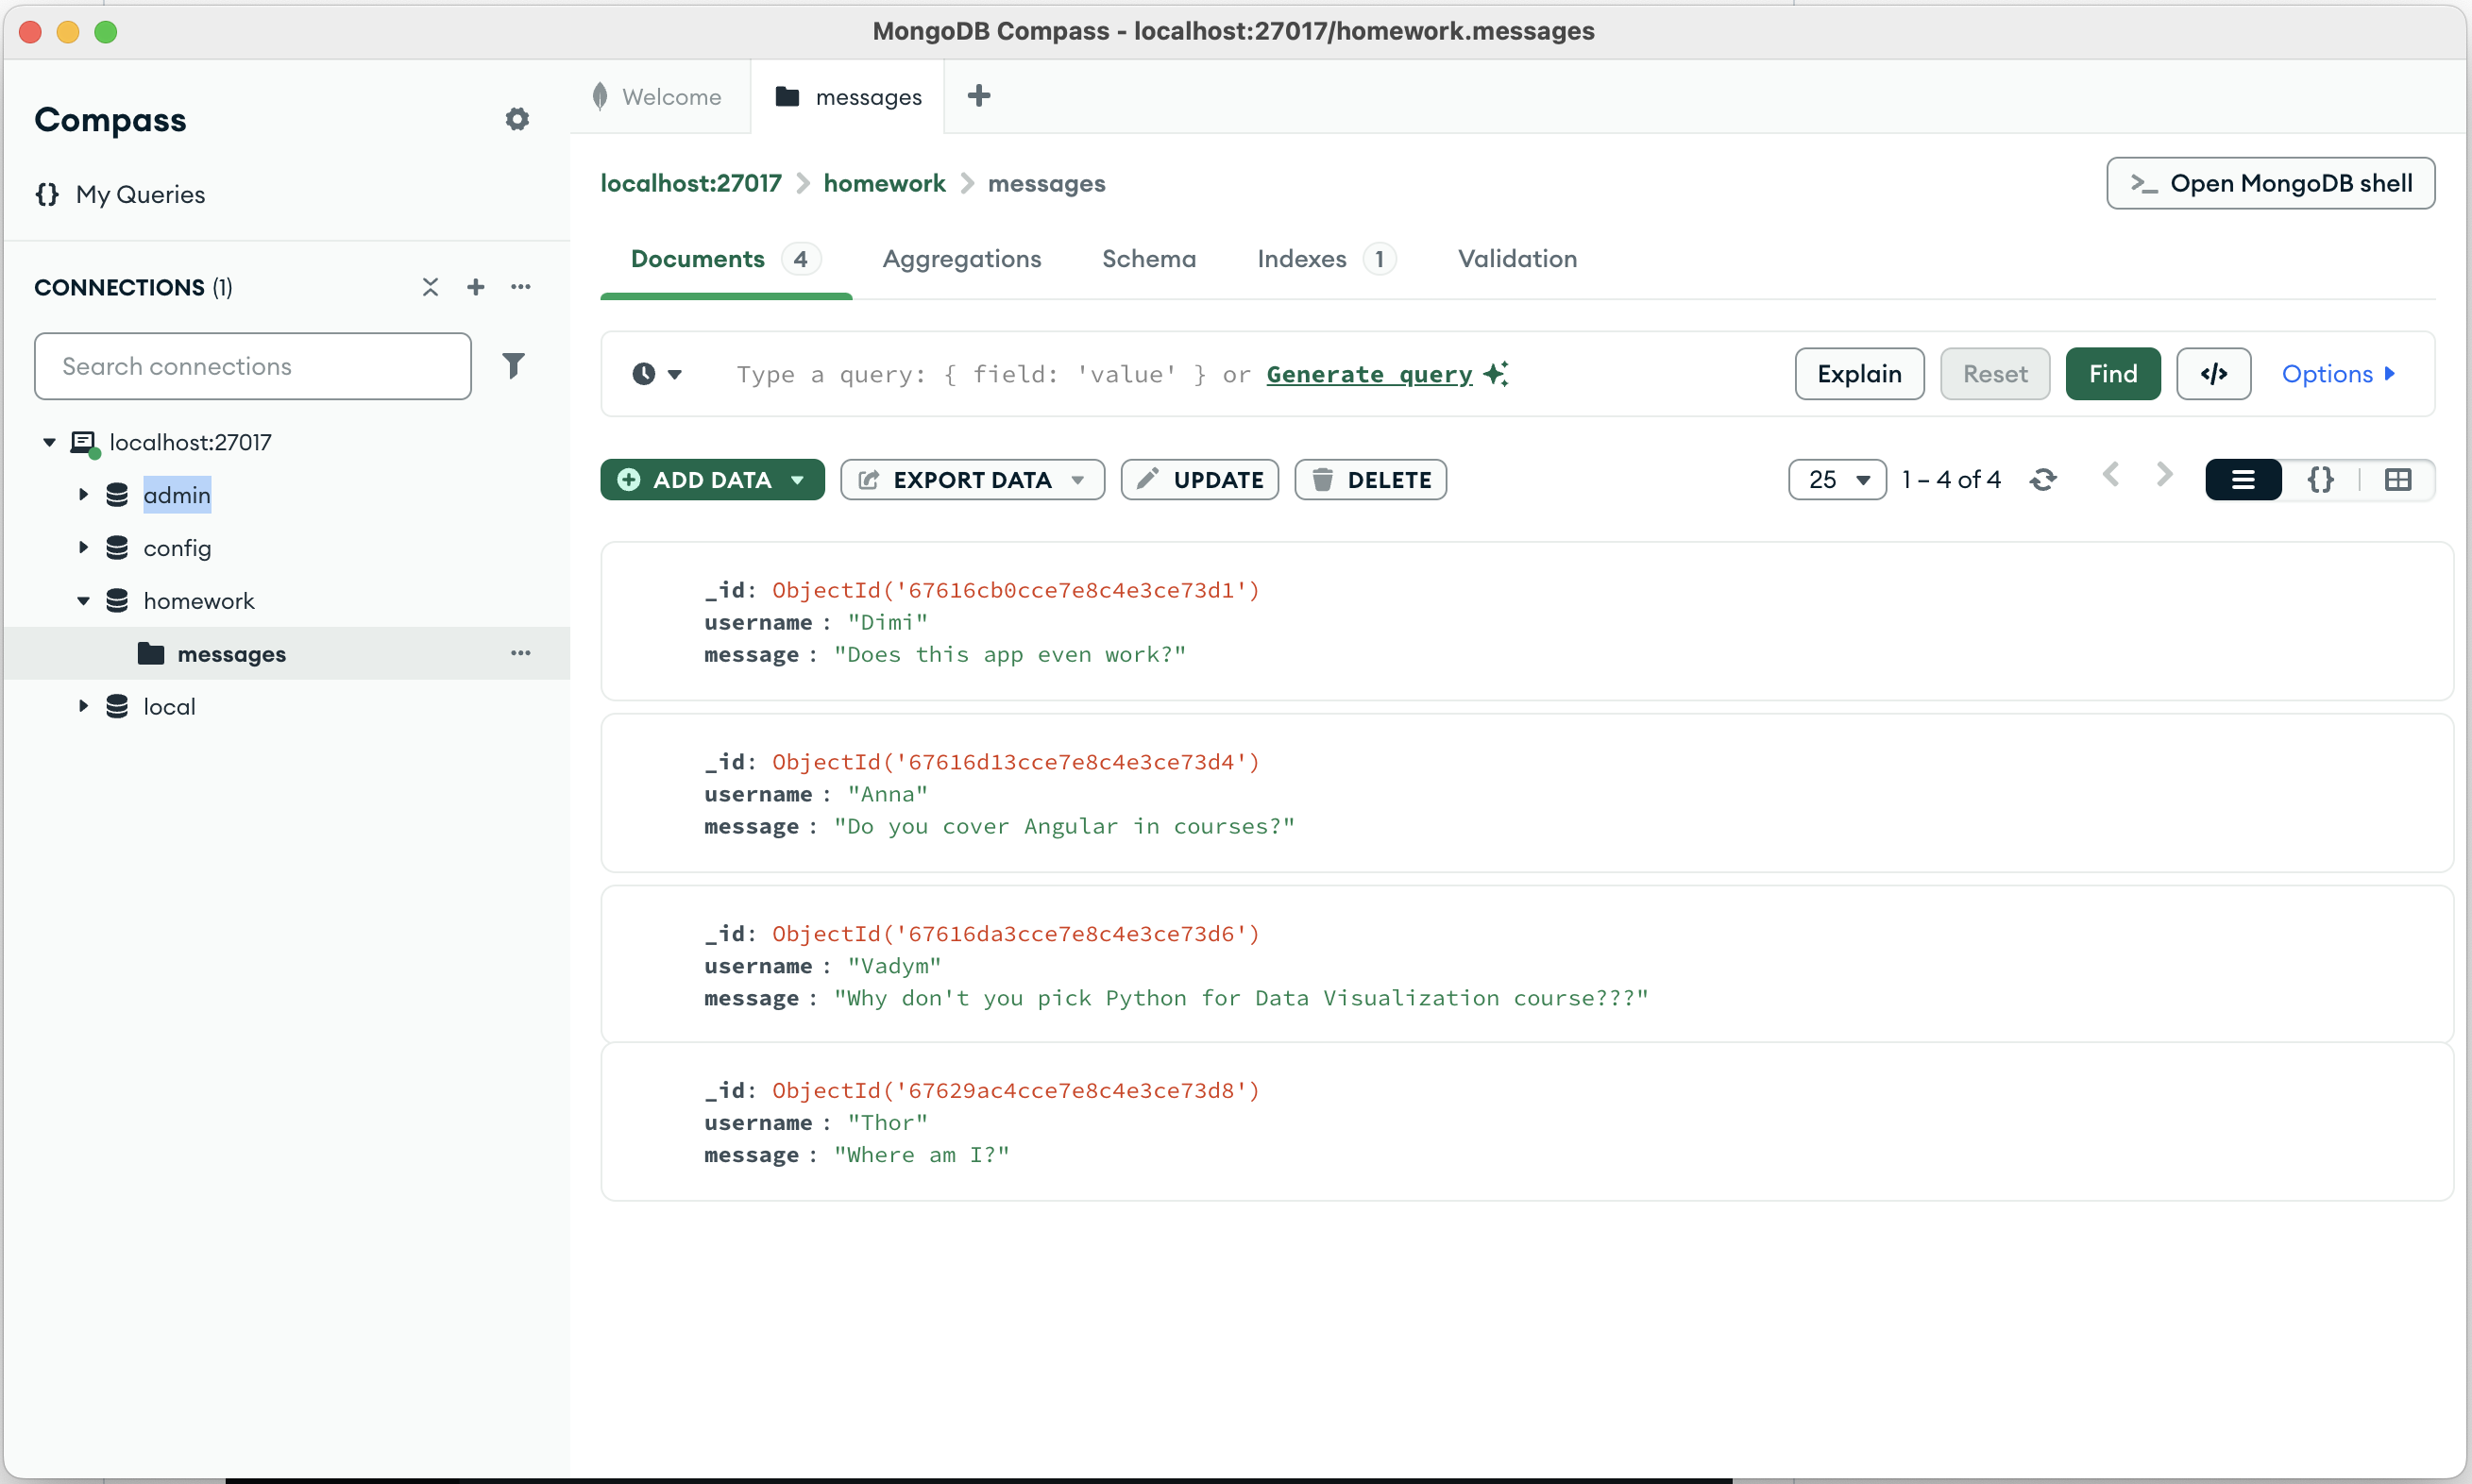 MongoDB Compass - localhost:27017/homework.messages
Compass
My Queries
CONNECTIONS (1)
Search connections
localhost:27017
admin
config
homework
messages
local
Welcome
messages
localhost:27017 > homework > messages
>_ Open MongoDB shell
Documents 4 Aggregations Schema Indexes 1 Validation
Type a query: { field: 'value' } or Generate query
Explain Reset Find </> Options
ADD DATA EXPORT DATA UPDATE DELETE
25 1 – 4 of 4 {}
_id: ObjectId('67616cb0cce7e8c4e3ce73d1')
username : "Dimi"
message : "Does this app even work?"
_id: ObjectId('67616d13cce7e8c4e3ce73d4')
username : "Anna"
message : "Do you cover Angular in courses?"
_id: ObjectId('67616da3cce7e8c4e3ce73d6')
username : "Vadym"
message : "Why don't you pick Python for Data Visualization course???"
_id: ObjectId('67629ac4cce7e8c4e3ce73d8')
username : "Thor"
message : "Where am I?"